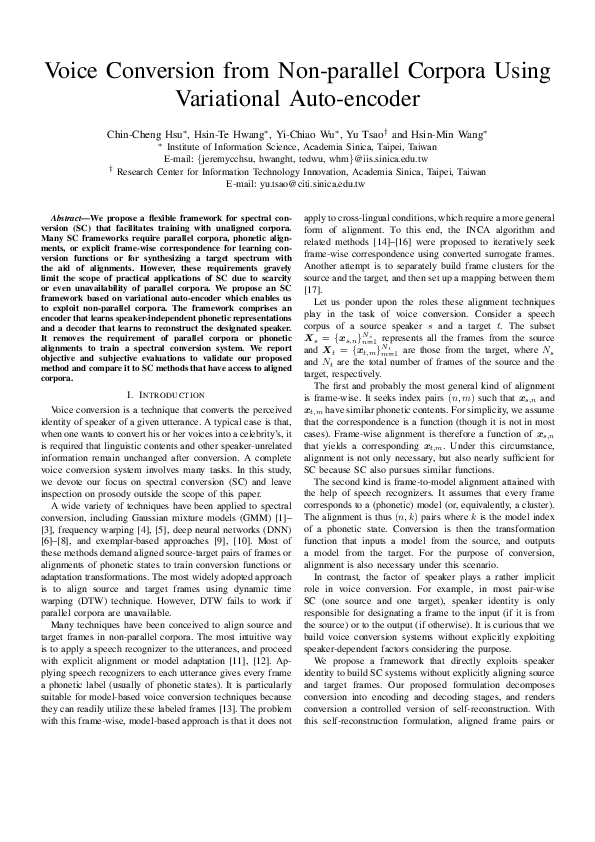 Voice Conversion from Non-parallel Corpora Using
Variational Auto-encoder
Chin-Cheng Hsu∗, Hsin-Te Hwang∗, Yi-Chiao Wu∗, Yu Tsao† and Hsin-Min Wang∗
∗ Institute of Information Science, Academia Sinica, Taipei, Taiwan
E-mail: {jeremycchsu, hwanght, tedwu, whm}@iis.sinica.edu.tw
† Research Center for Information Technology Innovation, Academia Sinica, Taipei, Taiwan
E-mail: yu.tsao@citi.sinica.edu.tw
Abstract—We propose a flexible framework for spectral con-
version (SC) that facilitates training with unaligned corpora.
Many SC frameworks require parallel corpora, phonetic align-
ments, or explicit frame-wise correspondence for learning con-
version functions or for synthesizing a target spectrum with
the aid of alignments. However, these requirements gravely
limit the scope of practical applications of SC due to scarcity
or even unavailability of parallel corpora. We propose an SC
framework based on variational auto-encoder which enables us
to exploit non-parallel corpora. The framework comprises an
encoder that learns speaker-independent phonetic representations
and a decoder that learns to reconstruct the designated speaker.
It removes the requirement of parallel corpora or phonetic
alignments to train a spectral conversion system. We report
objective and subjective evaluations to validate our proposed
method and compare it to SC methods that have access to aligned
corpora.
I. Introduction
Voice conversion is a technique that converts the perceived
identity of speaker of a given utterance. A typical case is that,
when one wants to convert his or her voices into a celebrity's, it
is required that linguistic contents and other speaker-unrelated
information remain unchanged after conversion. A complete
voice conversion system involves many tasks. In this study,
we devote our focus on spectral conversion (SC) and leave
inspection on prosody outside the scope of this paper.
A wide variety of techniques have been applied to spectral
conversion, including Gaussian mixture models (GMM) [1]–
[3], frequency warping [4], [5], deep neural networks (DNN)
[6]–[8], and exemplar-based approaches [9], [10]. Most of
these methods demand aligned source-target pairs of frames or
alignments of phonetic states to train conversion functions or
adaptation transformations. The most widely adopted approach
is to align source and target frames using dynamic time
warping (DTW) technique. However, DTW fails to work if
parallel corpora are unavailable.
Many techniques have been conceived to align source and
target frames in non-parallel corpora. The most intuitive way
is to apply a speech recognizer to the utterances, and proceed
with explicit alignment or model adaptation [11], [12]. Ap-
plying speech recognizers to each utterance gives every frame
a phonetic label (usually of phonetic states). It is particularly
suitable for model-based voice conversion techniques because
they can readily utilize these labeled frames [13]. The problem
with this frame-wise, model-based approach is that it does not
apply to cross-lingual conditions, which require a more general
form of alignment. To this end, the INCA algorithm and
related methods [14]–[16] were proposed to iteratively seek
frame-wise correspondence using converted surrogate frames.
Another attempt is to separately build frame clusters for the
source and the target, and then set up a mapping between them
[17].
Let us ponder upon the roles these alignment techniques
play in the task of voice conversion. Consider a speech
corpus of a source speaker s and a target t. The subset
X_s = {x_{s,n}}_{n=1}^{N_s} represents all the frames from the source
and X_t = {x_{t,m}}_{m=1}^{N_t} are those from the target, where N_s
and N_t are the total number of frames of the source and the
target, respectively.
The first and probably the most general kind of alignment
is frame-wise. It seeks index pairs (n, m) such that x_{s,n} and
x_{t,m} have similar phonetic contents. For simplicity, we assume
that the correspondence is a function (though it is not in most
cases). Frame-wise alignment is therefore a function of x_{s,n}
that yields a corresponding x_{t,m}. Under this circumstance,
alignment is not only necessary, but also nearly sufficient for
SC because SC also pursues similar functions.
The second kind is frame-to-model alignment attained with
the help of speech recognizers. It assumes that every frame
corresponds to a (phonetic) model (or, equivalently, a cluster).
The alignment is thus (n, k) pairs where k is the model index
of a phonetic state. Conversion is then the transformation
function that inputs a model from the source, and outputs
a model from the target. For the purpose of conversion,
alignment is also necessary under this scenario.
In contrast, the factor of speaker plays a rather implicit
role in voice conversion. For example, in most pair-wise
SC (one source and one target), speaker identity is only
responsible for designating a frame to the input (if it is from
the source) or to the output (if otherwise). It is curious that we
build voice conversion systems without explicitly exploiting
speaker-dependent factors considering the purpose.
We propose a framework that directly exploits speaker
identity to build SC systems without explicitly aligning source
and target frames. Our proposed formulation decomposes
conversion into encoding and decoding stages, and renders
conversion a controlled version of self-reconstruction. With
this self-reconstruction formulation, aligned frame pairs or